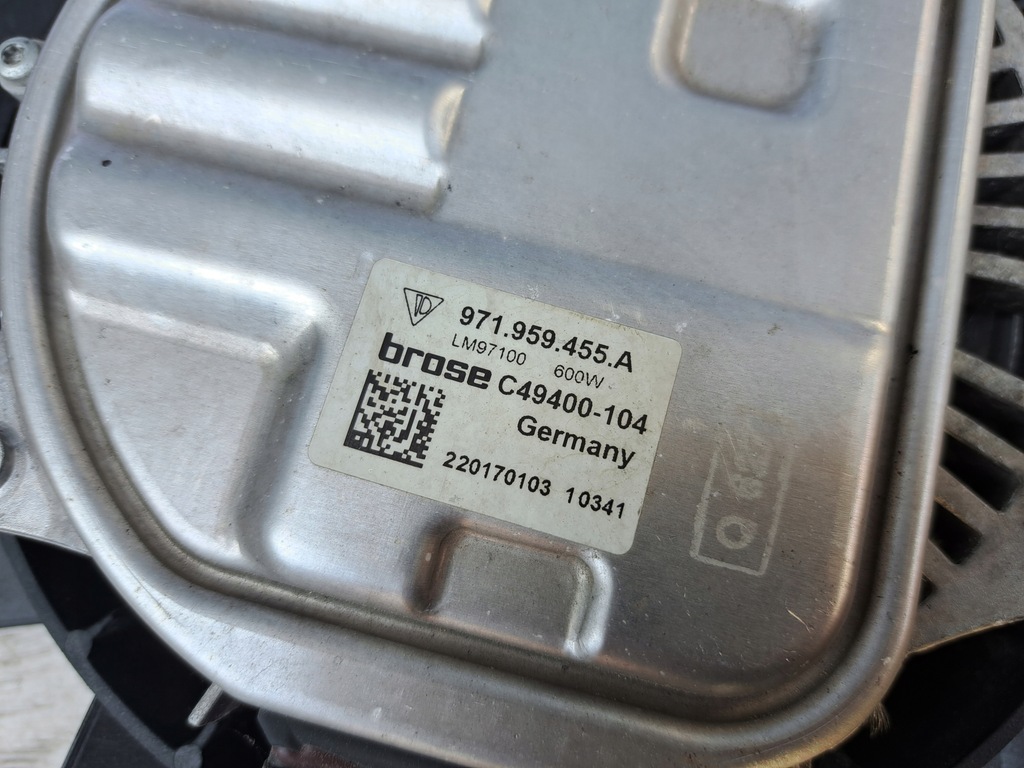 971.959.455.A
LM97100 600W
brose C49400-104
Germany
220170103 10341